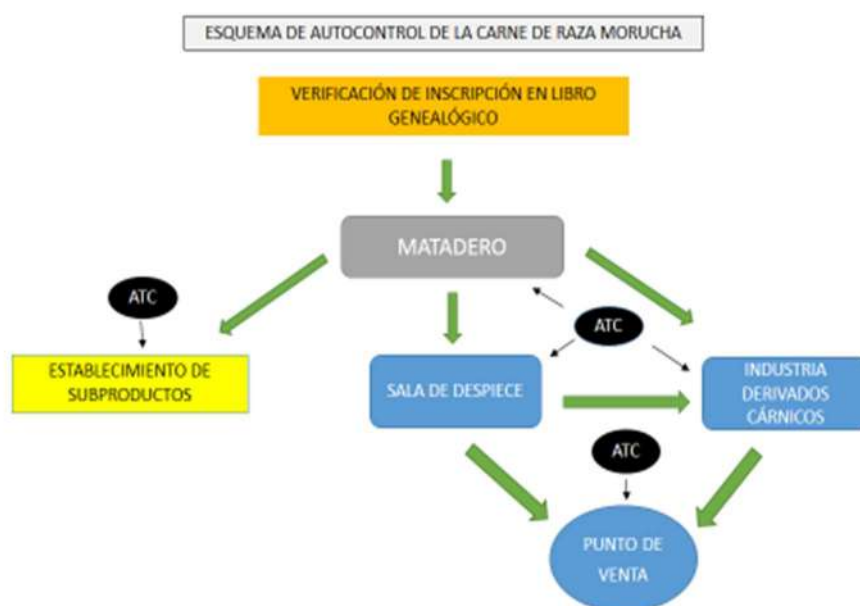 ESQUEMA DE AUTOCONTROL DE LA CARNE DE RAZA MORUCHA
VERIFICACIÓN DE INSCRIPCIÓN EN LIBRO
GENEALÓGICO
MATADERO
ATC
ATC
ESTABLECIMIENTO DE
SUBPRODUCTOS
SALA DE DESPIECE
INDUSTRIA
DERIVADOS
CÁRNICOS
ATC
PUNTO DE
VENTA